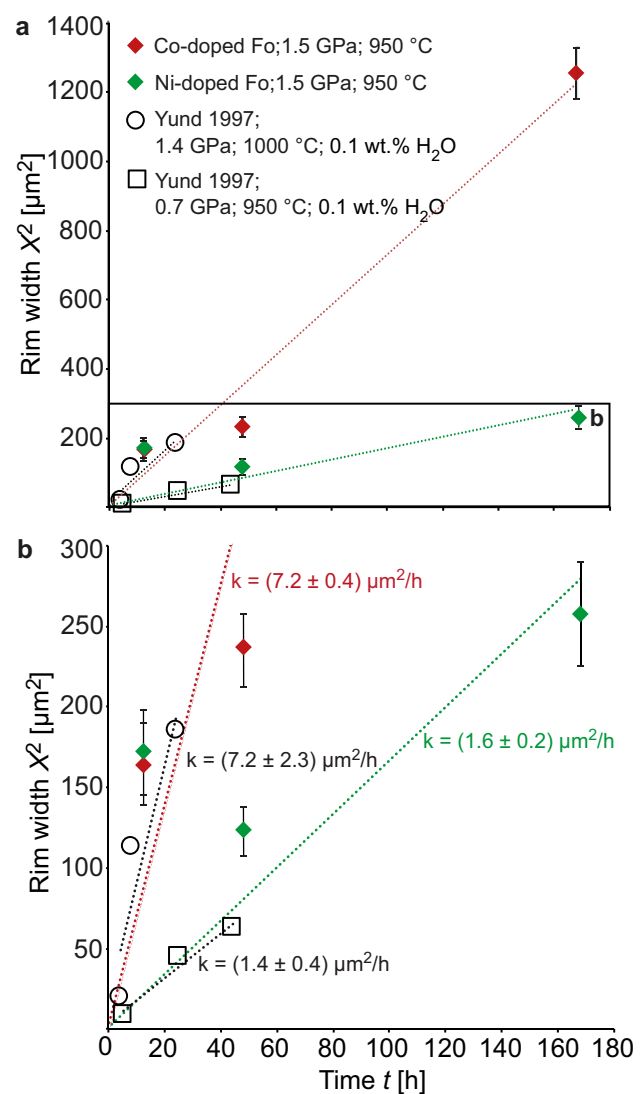 a
Rim width X² [µm²]
1400
1200
1000
800
600
400
200
Co-doped Fo;1.5 GPa; 950 °C
Ni-doped Fo;1.5 GPa; 950 °C
Yund 1997;
1.4 GPa; 1000 °C; 0.1 wt.% H₂O
Yund 1997;
0.7 GPa; 950 °C; 0.1 wt.% H₂O
b
b
Rim width X² [µm²]
300
250
200
150
100
50
k = (7.2 ± 0.4) µm²/h
k = (7.2 ± 2.3) µm²/h
k = (1.6 ± 0.2) µm²/h
k = (1.4 ± 0.4) µm²/h
0 20 40 60 80 100 120 140 160 180
Time t [h]